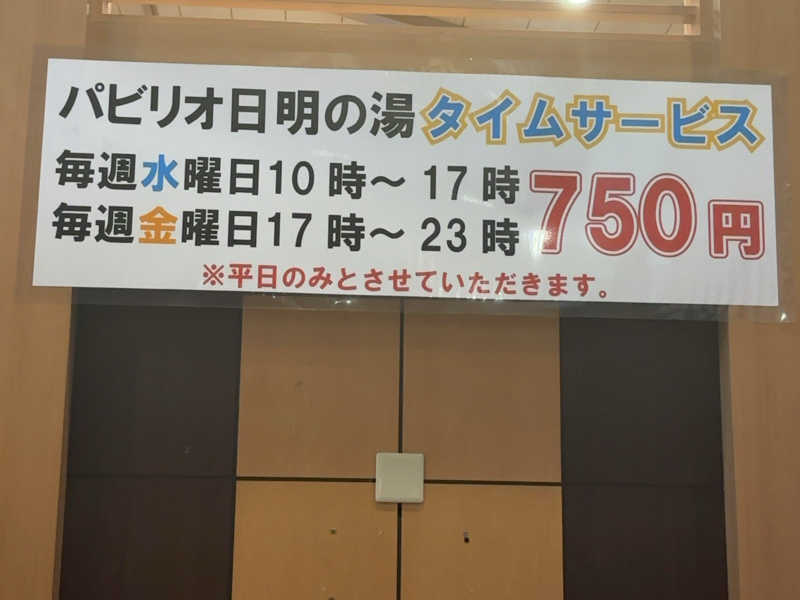 パビリオ日明の湯タイムサービス
毎週水曜日10時～17時
毎週金曜日17時～23時
750円
※平日のみとさせていただきます。